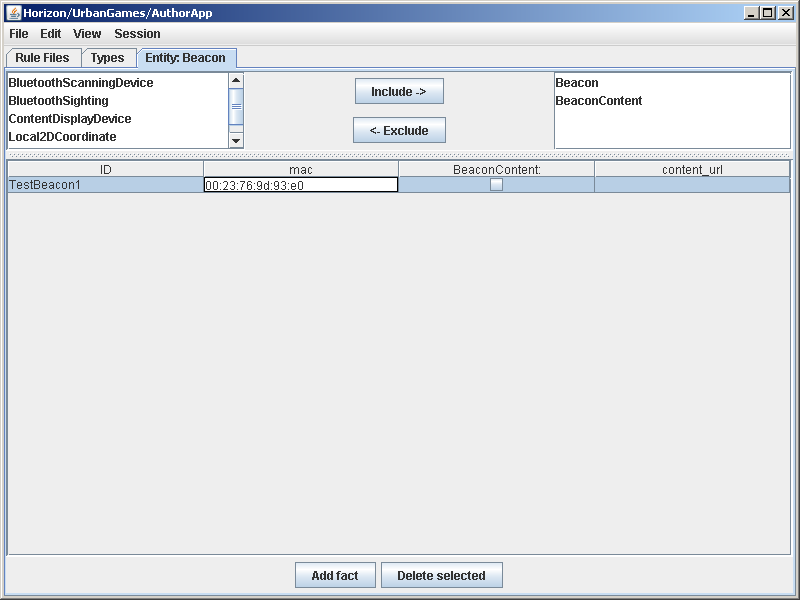 Horizon/UrbanGames/AuthorApp
File Edit View Session
Rule Files Types Entity: Beacon
BluetoothScanningDevice
BluetoothSighting
ContentDisplayDevice
Local2DCoordinate
Include ->
<- Exclude
Beacon
BeaconContent
ID mac BeaconContent: content_url
TestBeacon1 00:23:76:9d:93:e0
Add fact Delete selected